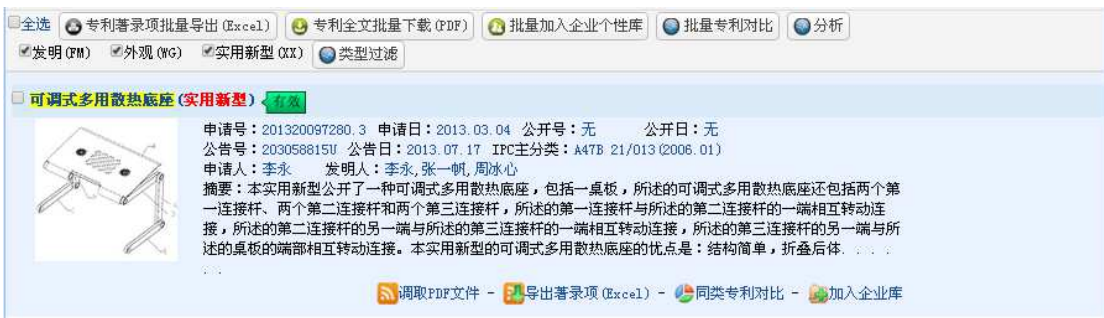 全选 专利著录项批量导出(Excel) 专利全文批量下载(PDF) 批量加入企业个性库 批量专利对比 分析
发明(FM) 外观(WG) 实用新型(XX) 类型过滤
可调式多用散热底座(实用新型) 有效
申请号：201320097280.3 申请日：2013.03.04 公开号：无 公开日：无
公告号：203058815U 公告日：2013.07.17 IPC主分类：A47B 21/013(2006.01)
申请人：李永 发明人：李永,张一帆,周冰心
摘要：本实用新型公开了一种可调式多用散热底座，包括一桌板，所述的可调式多用散热底座还包括两个第
一连接杆、两个第二连接杆和两个第三连接杆，所述的第一连接杆与所述的第二连接杆的一端相互转动连
接，所述的第二连接杆的另一端与所述的第三连接杆的一端相互转动连接，所述的第三连接杆的另一端与所
述的桌板的端部相互转动连接。本实用新型的可调式多用散热底座的优点是：结构简单，折叠后体. . . .
. .
调取PDF文件 - 导出著录项(Excel) - 同类专利对比 - 加入企业库